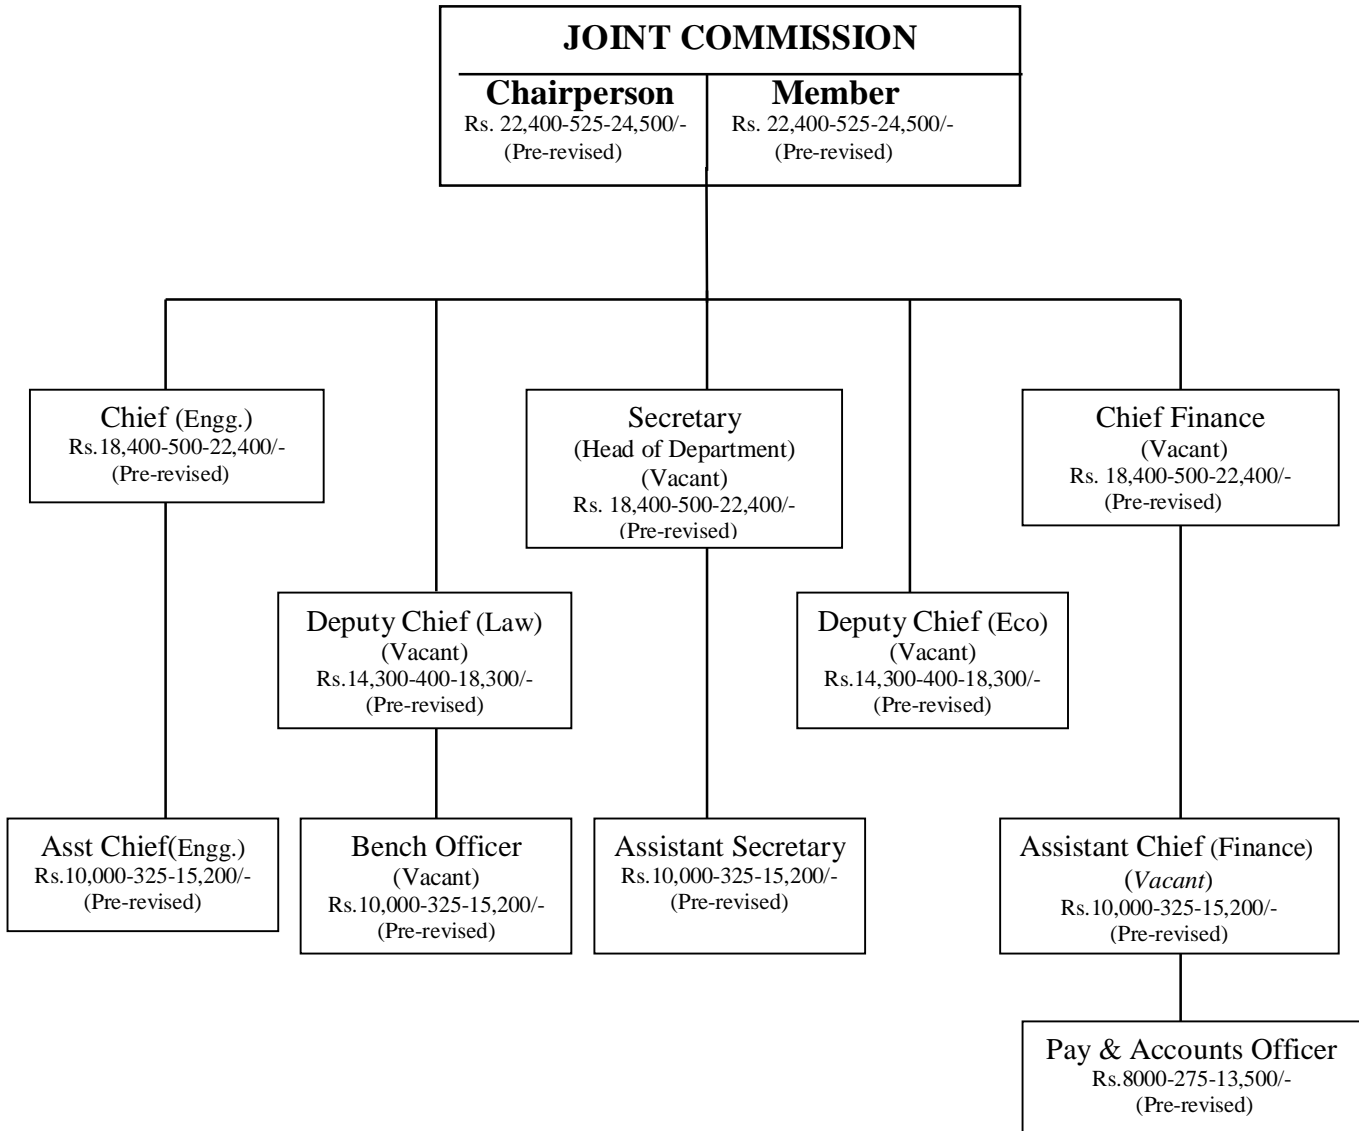 JOINT COMMISSION
Chairperson
Rs. 22,400-525-24,500/-
(Pre-revised)
Member
Rs. 22,400-525-24,500/-
(Pre-revised)
Chief (Engg.)
Rs.18,400-500-22,400/-
(Pre-revised)
Secretary
(Head of Department)
(Vacant)
Rs. 18,400-500-22,400/-
(Pre-revised)
Chief Finance
(Vacant)
Rs. 18,400-500-22,400/-
(Pre-revised)
Deputy Chief (Law)
(Vacant)
Rs.14,300-400-18,300/-
(Pre-revised)
Deputy Chief (Eco)
(Vacant)
Rs.14,300-400-18,300/-
(Pre-revised)
Asst Chief(Engg.)
Rs.10,000-325-15,200/-
(Pre-revised)
Bench Officer
(Vacant)
Rs.10,000-325-15,200/-
(Pre-revised)
Assistant Secretary
Rs.10,000-325-15,200/-
(Pre-revised)
Assistant Chief (Finance)
(Vacant)
Rs.10,000-325-15,200/-
(Pre-revised)
Pay & Accounts Officer
Rs.8000-275-13,500/-
(Pre-revised)